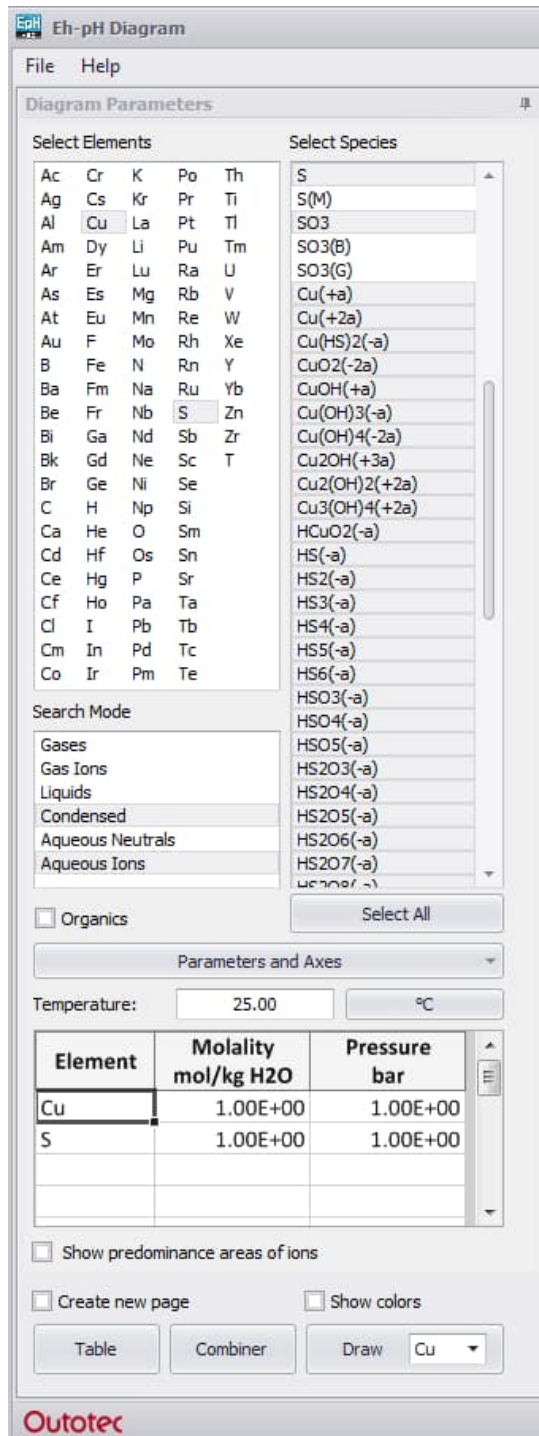 EpH Eh-pH Diagram
File Help
Diagram Parameters
Select Elements
Ac Cr K Po Th
Ag Cs Kr Pr Ti
Al Cu La Pt Tl
Am Dy Li Pu Tm
Ar Er Lu Ra U
As Es Mg Rb V
At Eu Mn Re W
Au F Mo Rh Xe
B Fe N Rn Y
Ba Fm Na Ru Yb
Be Fr Nb S Zn
Bi Ga Nd Sb Zr
Bk Gd Ne Sc T
Br Ge Ni Se
C H Np Si
Ca He O Sm
Cd Hf Os Sn
Ce Hg P Sr
Cf Ho Pa Ta
Cl I Pb Tb
Cm In Pd Tc
Co Ir Pm Te
Search Mode
Gases
Gas Ions
Liquids
Condensed
Aqueous Neutrals
Aqueous Ions
Organics
Select Species
S
S(M)
SO3
SO3(B)
SO3(G)
Cu(+a)
Cu(+2a)
Cu(HS)2(-a)
CuO2(-2a)
CuOH(+a)
Cu(OH)3(-a)
Cu(OH)4(-2a)
Cu2OH(+3a)
Cu2(OH)2(+2a)
Cu3(OH)4(+2a)
HCuO2(-a)
HS(-a)
HS2(-a)
HS3(-a)
HS4(-a)
HS5(-a)
HS6(-a)
HSO3(-a)
HSO4(-a)
HSO5(-a)
HS2O3(-a)
HS2O4(-a)
HS2O5(-a)
HS2O6(-a)
HS2O7(-a)
HS2O8(-a)
Select All
Parameters and Axes
Temperature: 25.00 °C
Element Molality mol/kg H2O Pressure bar
Cu 1.00E+00 1.00E+00
S 1.00E+00 1.00E+00
Show predominance areas of ions
Create new page Show colors
Table Combiner Draw Cu
Outotec